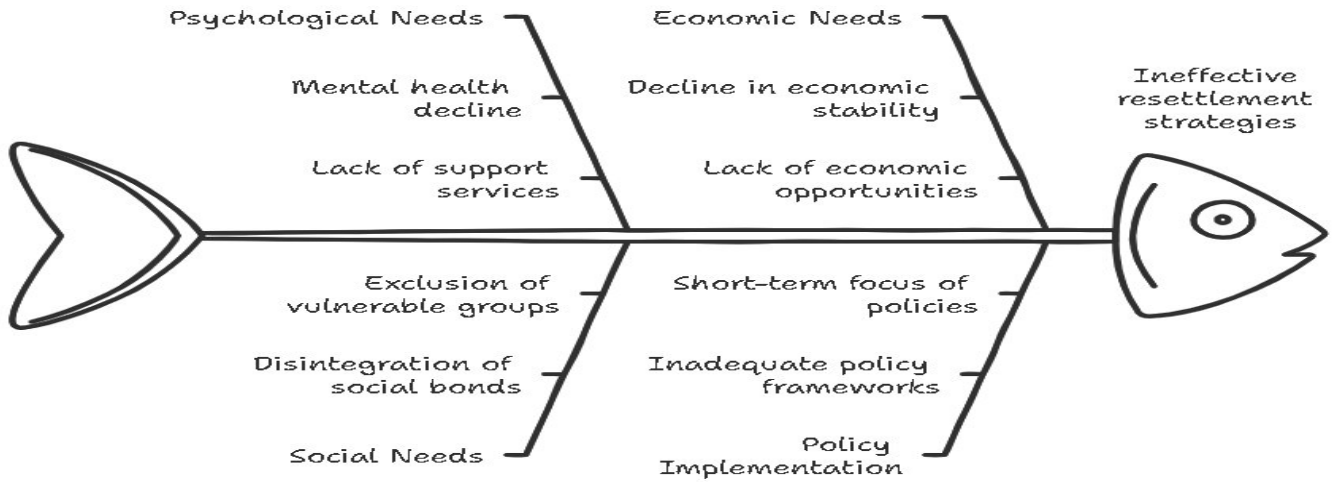 Psychological Needs
Economic Needs
Mental health
decline
Decline in economic
stability
Ineffective
resettlement
strategies
Lack of support
services
Lack of economic
opportunities
Exclusion of
vulnerable groups
Short-term focus of
policies
Disintegration of
social bonds
Inadequate policy
frameworks
Social Needs
Policy
Implementation